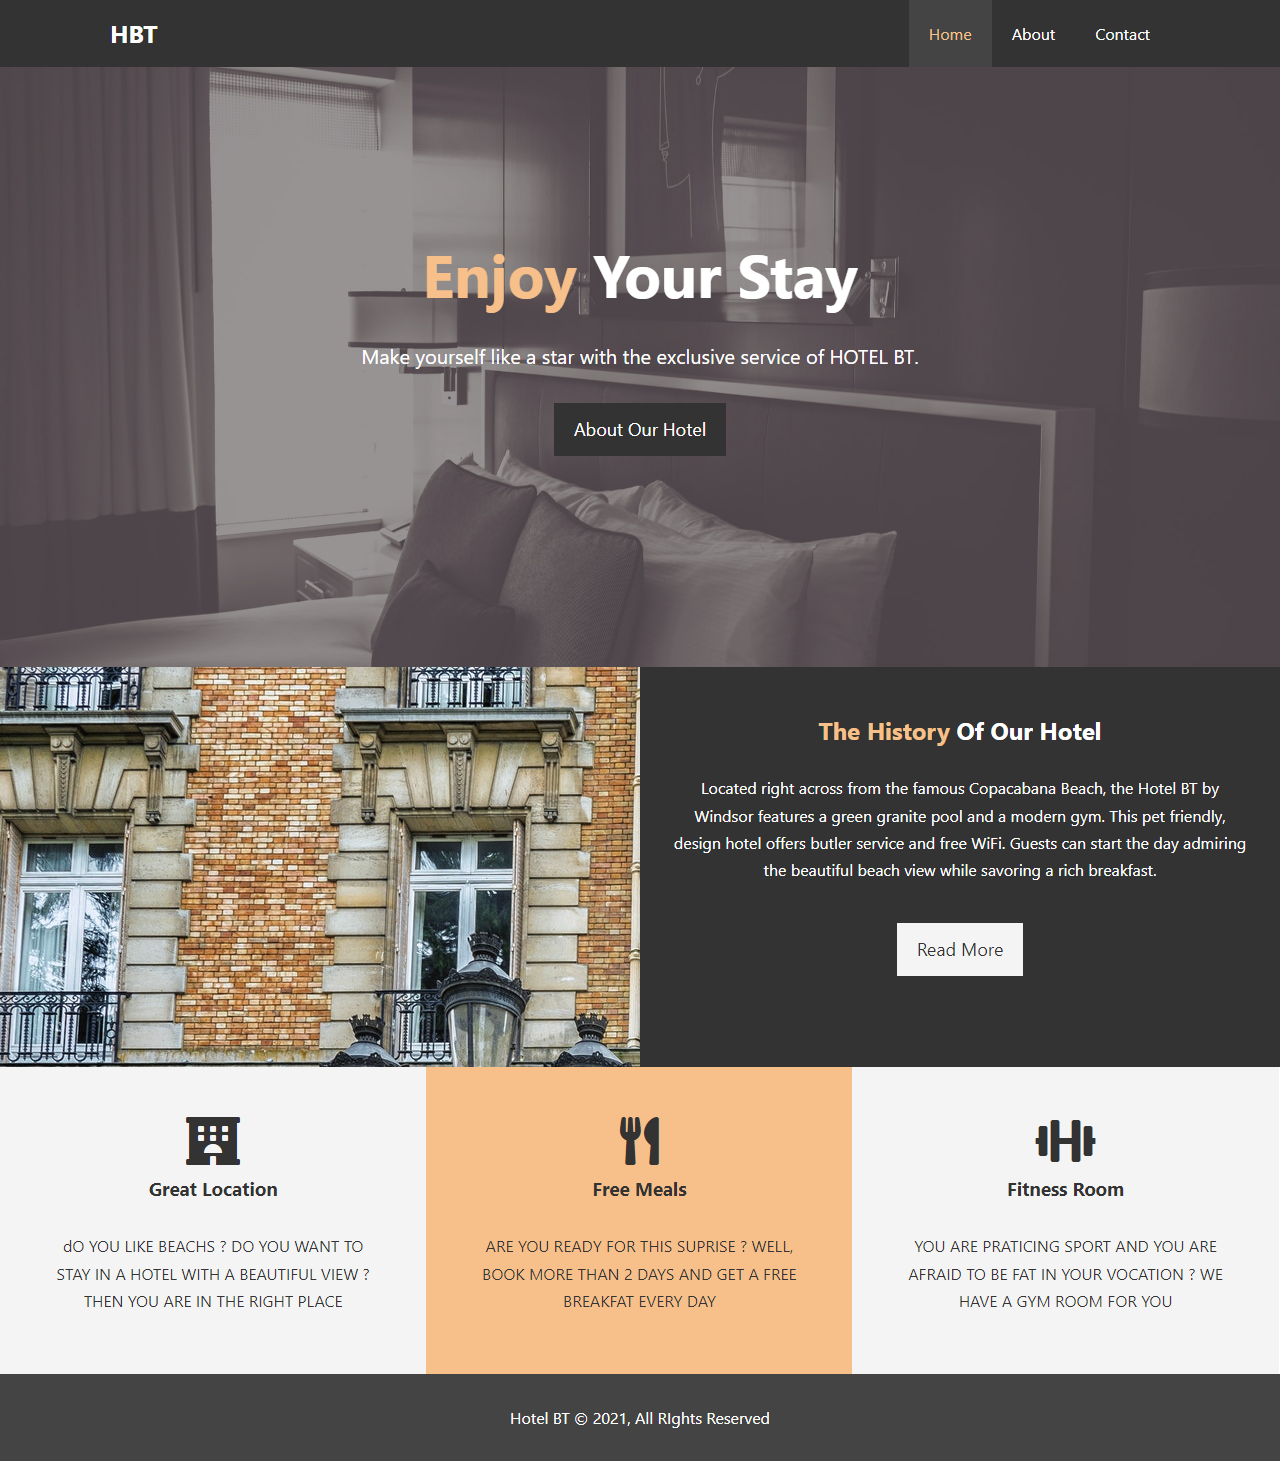 HBT
Home About Contact
Enjoy Your Stay
Make yourself like a star with the exclusive service of HOTEL BT.
About Our Hotel
The History Of Our Hotel
Located right across from the famous Copacabana Beach, the Hotel BT by
Windsor features a green granite pool and a modern gym. This pet friendly,
design hotel offers butler service and free WiFi. Guests can start the day admiring
the beautiful beach view while savoring a rich breakfast.
Read More
Great Location
dO YOU LIKE BEACHS ? DO YOU WANT TO
STAY IN A HOTEL WITH A BEAUTIFUL VIEW ?
THEN YOU ARE IN THE RIGHT PLACE
Free Meals
ARE YOU READY FOR THIS SUPRISE ? WELL,
BOOK MORE THAN 2 DAYS AND GET A FREE
BREAKFAT EVERY DAY
Fitness Room
YOU ARE PRATICING SPORT AND YOU ARE
AFRAID TO BE FAT IN YOUR VOCATION ? WE
HAVE A GYM ROOM FOR YOU
Hotel BT © 2021, All RIghts Reserved